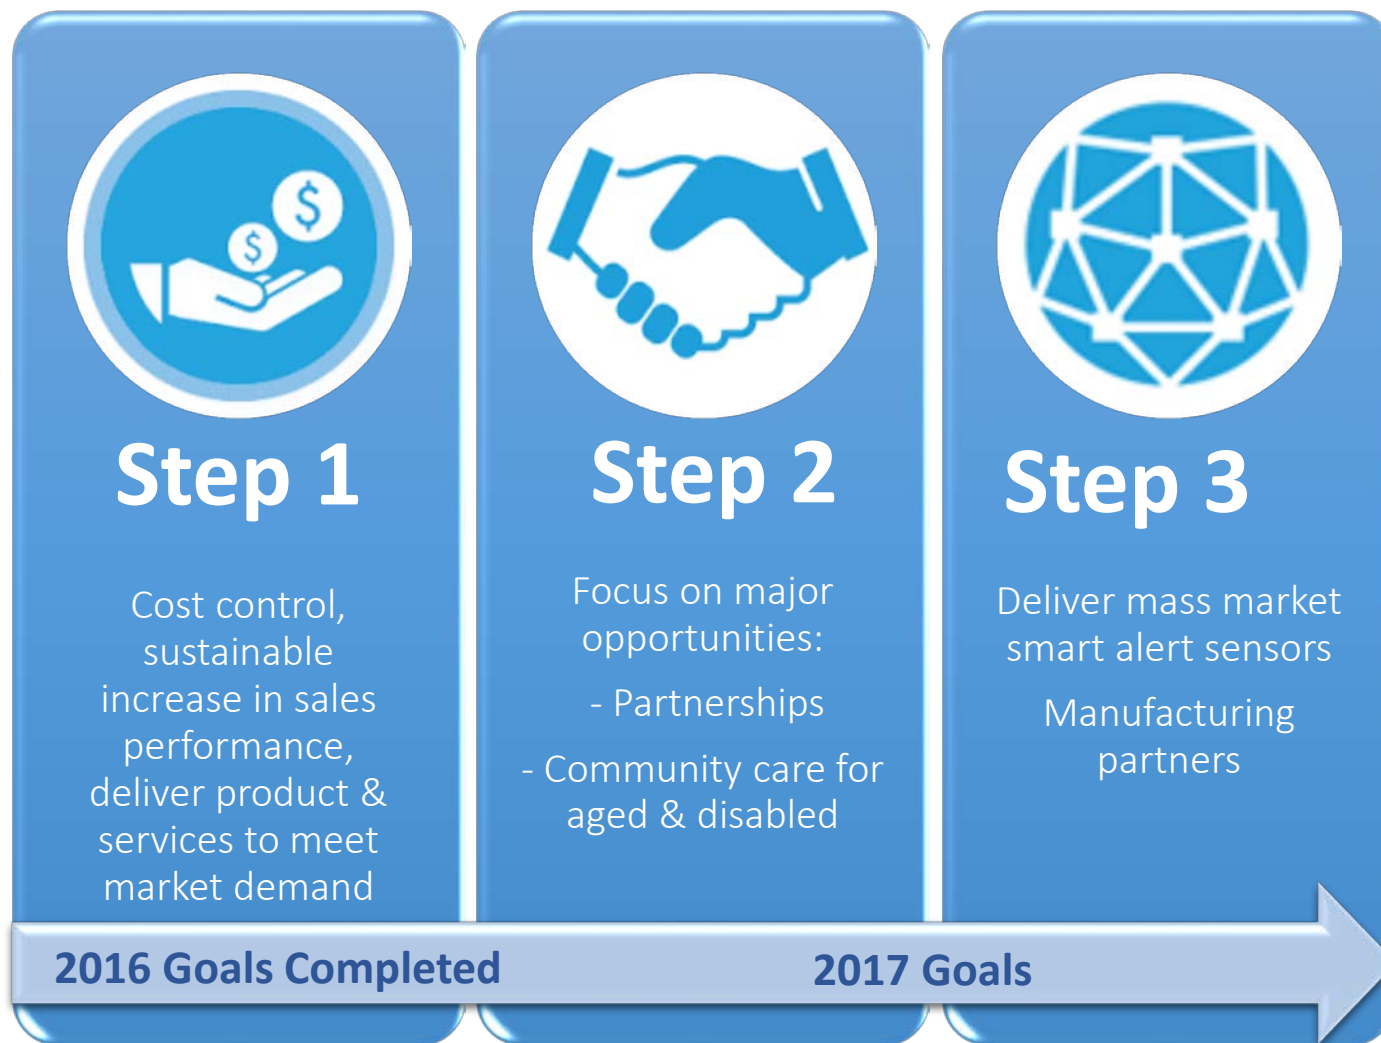 $
$
Step 1
Cost control,
sustainable
increase in sales
performance,
deliver product &
services to meet
market demand
Step 2
Focus on major
opportunities:
- Partnerships
- Community care for
aged & disabled
Step 3
Deliver mass market
smart alert sensors
Manufacturing
partners
2016 Goals Completed
2017 Goals